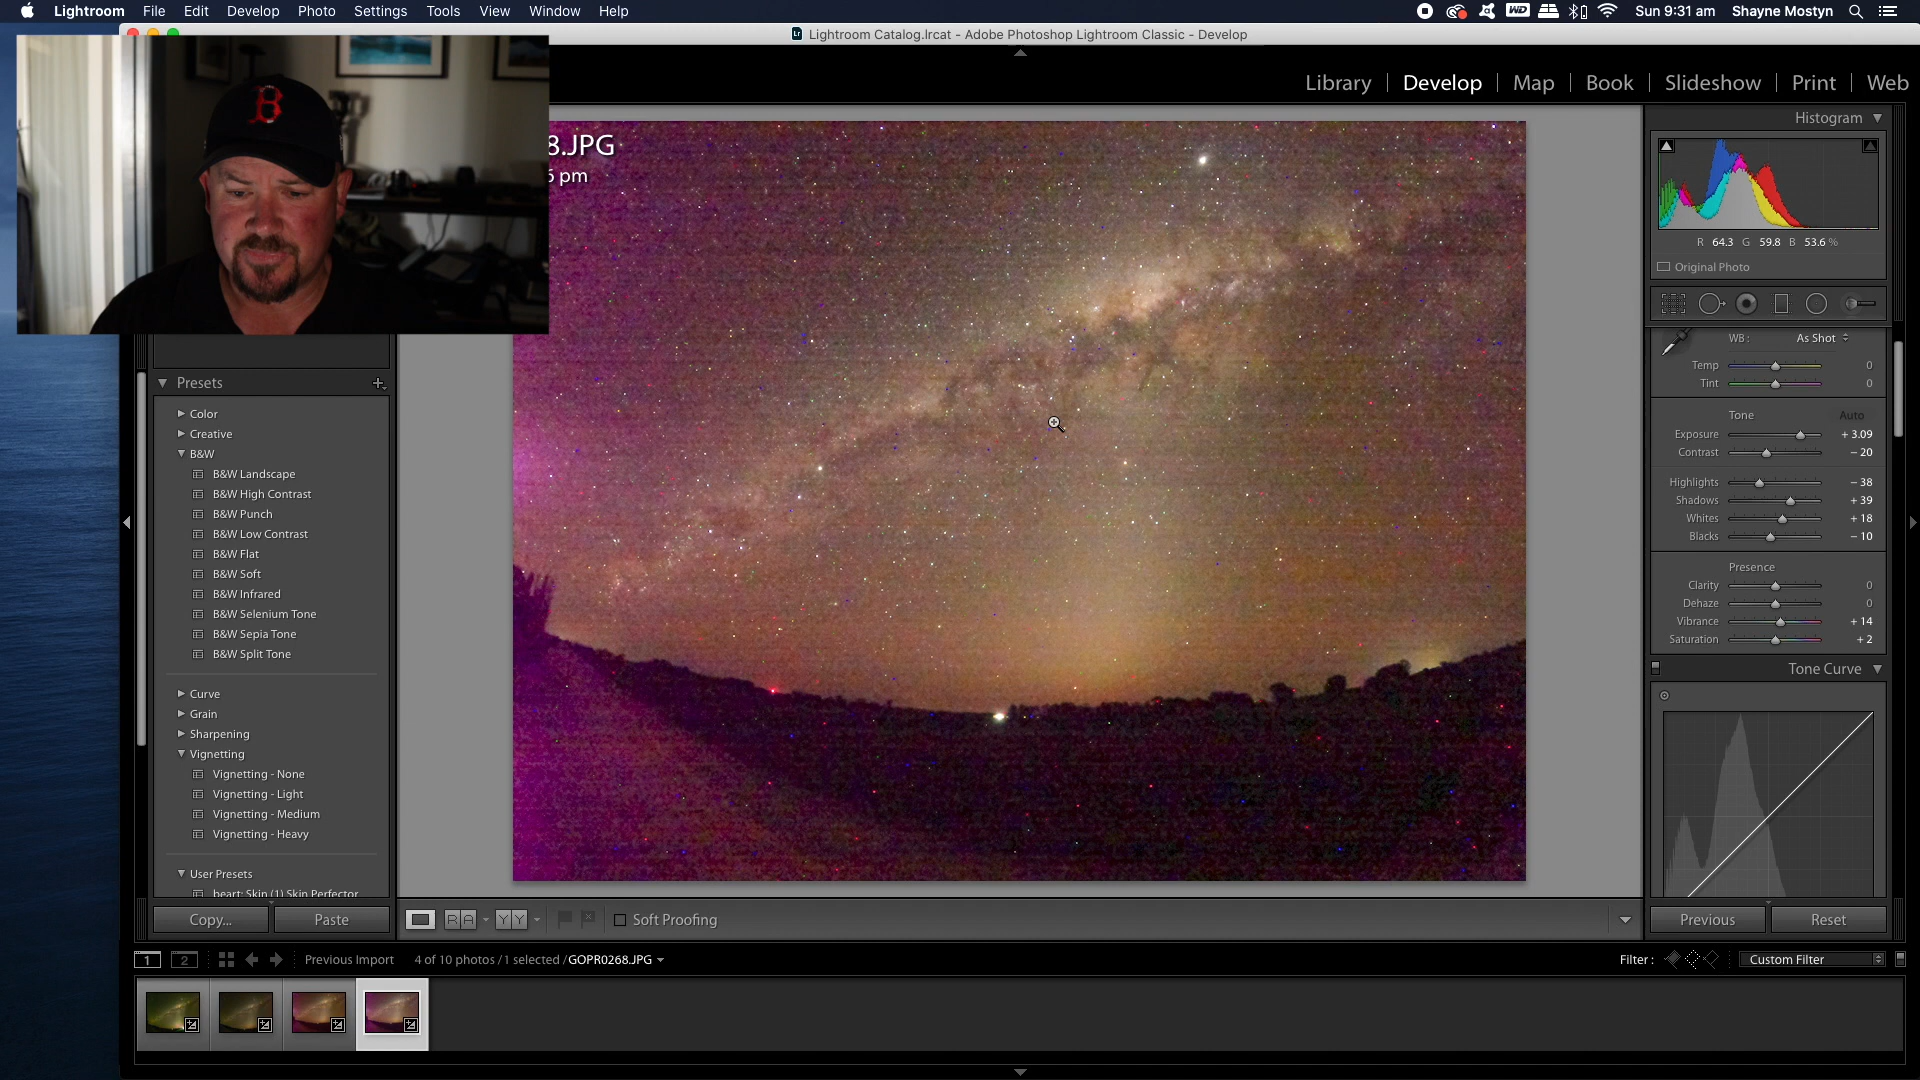 Lightroom File Edit Develop Photo Settings Tools View Window Help
WD
Sun 9:31 am Shayne Mostyn
Lr Lightroom Catalog.lrcat - Adobe Photoshop Lightroom Classic - Develop
Library Develop Map Book Slideshow Print Web
B
8.JPG
pm
Presets
Color
Creative
B&W
B&W Landscape
B&W High Contrast
B&W Punch
B&W Low Contrast
B&W Flat
B&W Soft
B&W Infrared
B&W Selenium Tone
B&W Sepia Tone
B&W Split Tone
Curve
Grain
Sharpening
Vignetting
Vignetting - None
Vignetting - Light
Vignetting - Medium
Vignetting - Heavy
User Presets
heart: Skin (1) Skin Perfector
Copy... Paste
R A Y Y Soft Proofing
Histogram
R 64.3 G 59.8 B 53.6 %
Original Photo
WB: As Shot
Temp 0
Tint 0
Tone Auto
Exposure + 3.09
Contrast – 20
Highlights – 38
Shadows + 39
Whites + 18
Blacks – 10
Presence
Clarity 0
Dehaze 0
Vibrance + 14
Saturation + 2
Tone Curve
Previous Reset
1 2 Previous Import 4 of 10 photos / 1 selected / GOPR0268.JPG
Filter : Custom Filter